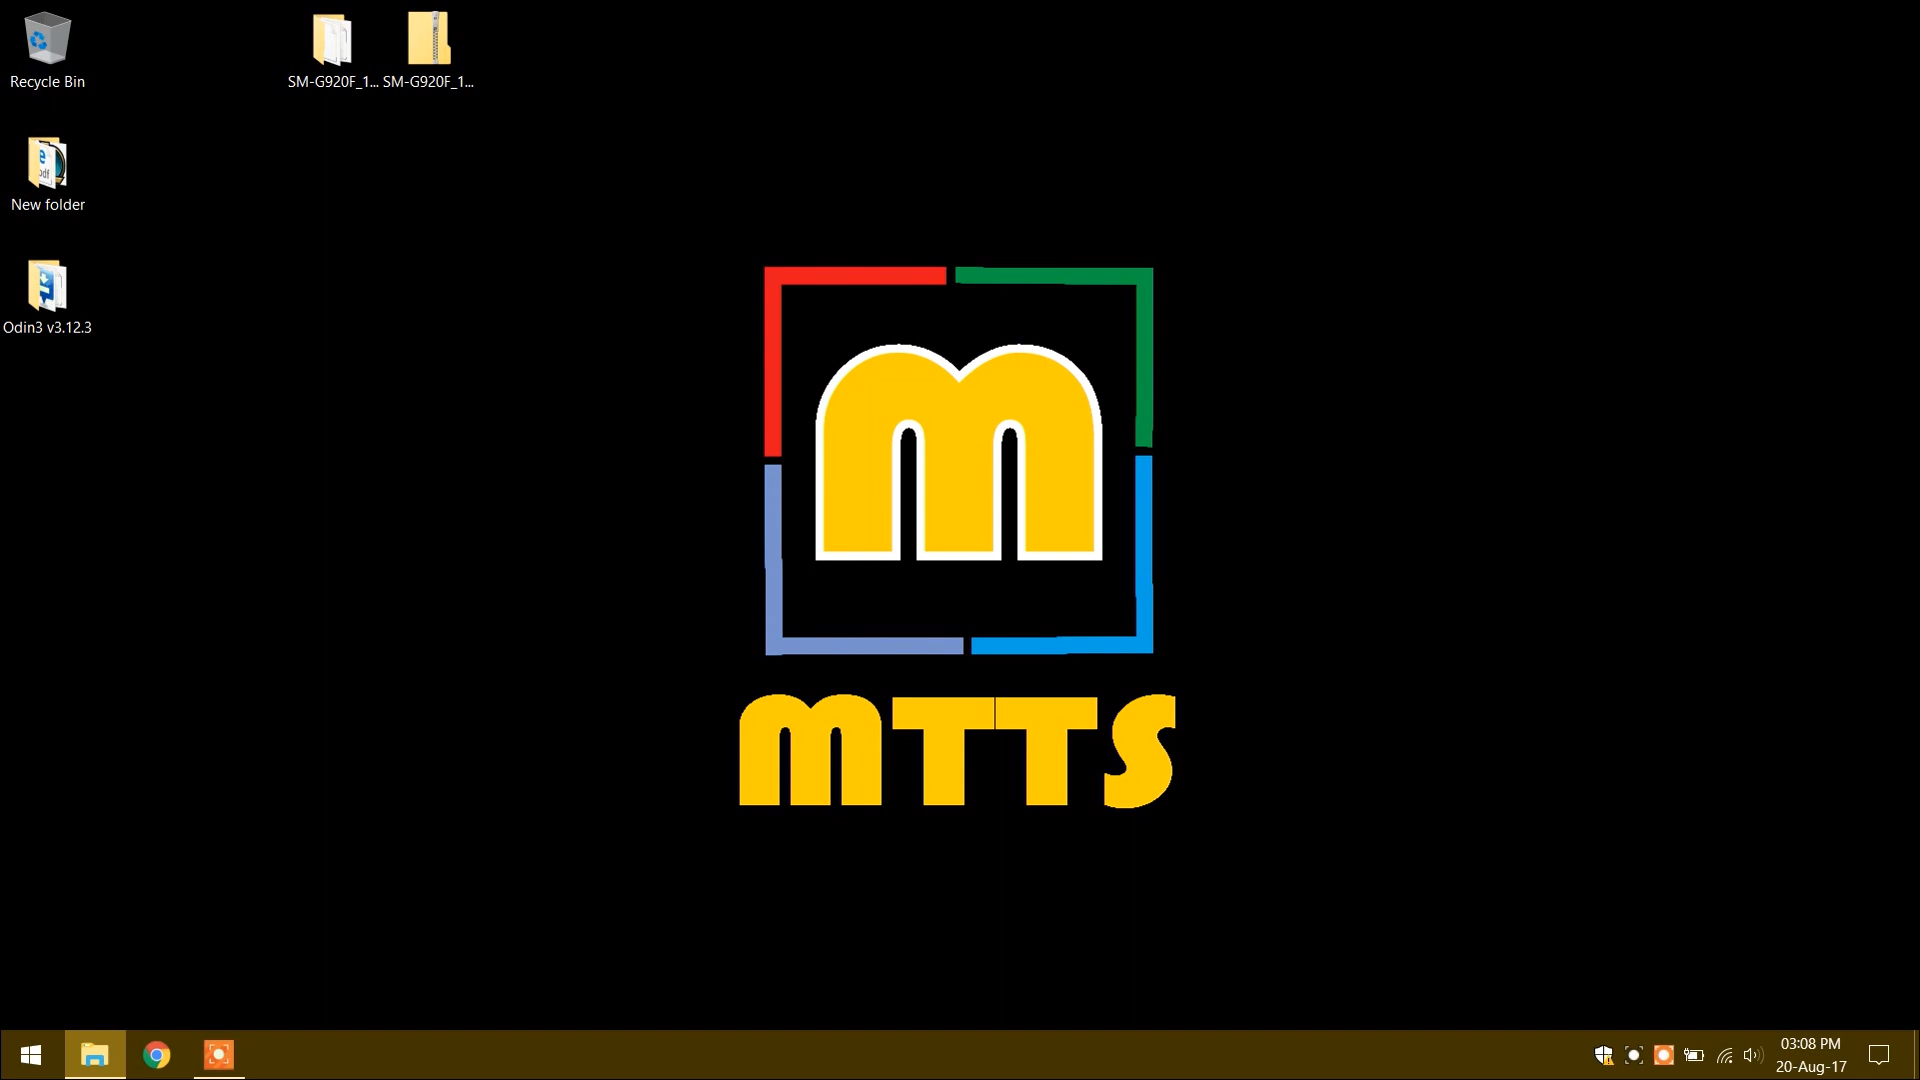 Recycle Bin
SM-G920F_1...
SM-G920F_1...
New folder
Odin3 v3.12.3
m
mTTS
03:08 PM
20-Aug-17